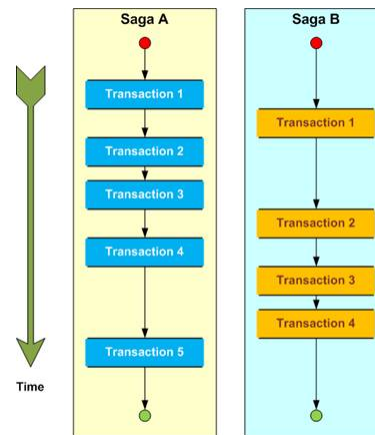 Saga A
Transaction 1
Transaction 2
Transaction 3
Transaction 4
Transaction 5
Saga B
Transaction 1
Transaction 2
Transaction 3
Transaction 4
Time